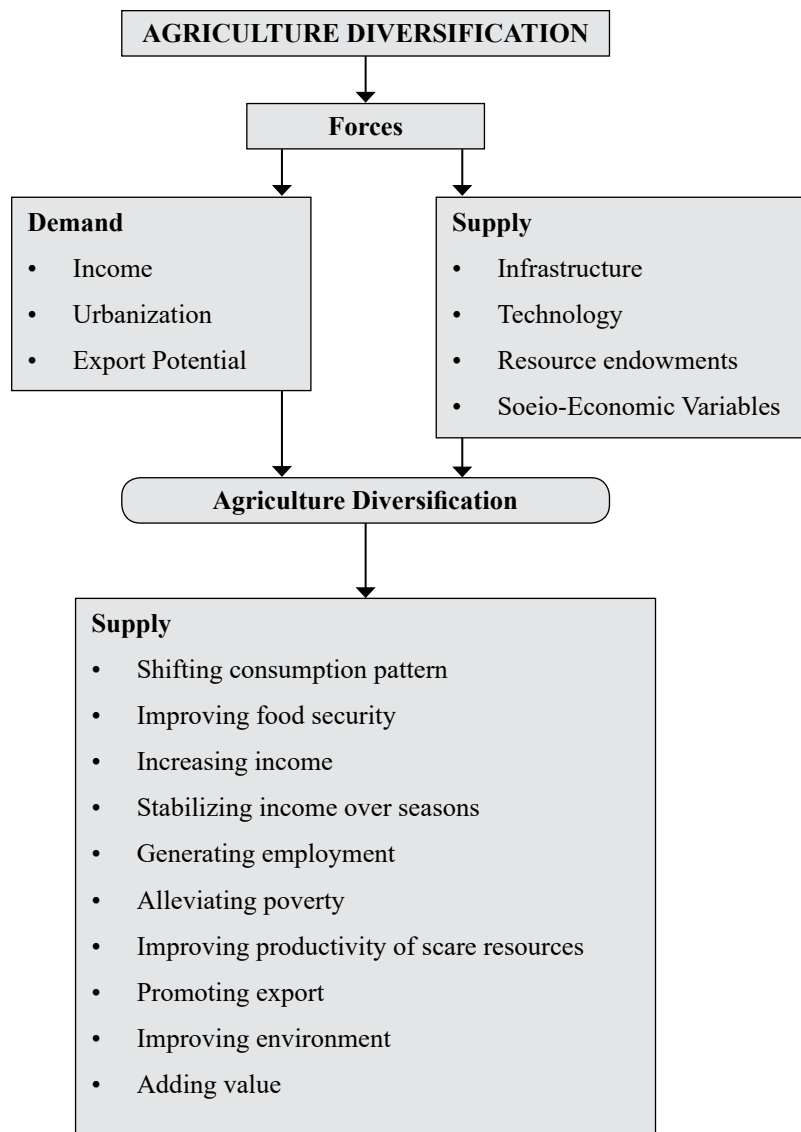 AGRICULTURE DIVERSIFICATION
Forces
Demand
• Income
• Urbanization
• Export Potential
Supply
• Infrastructure
• Technology
• Resource endowments
• Soeio-Economic Variables
Agriculture Diversification
Supply
• Shifting consumption pattern
• Improving food security
• Increasing income
• Stabilizing income over seasons
• Generating employment
• Alleviating poverty
• Improving productivity of scare resources
• Promoting export
• Improving environment
• Adding value